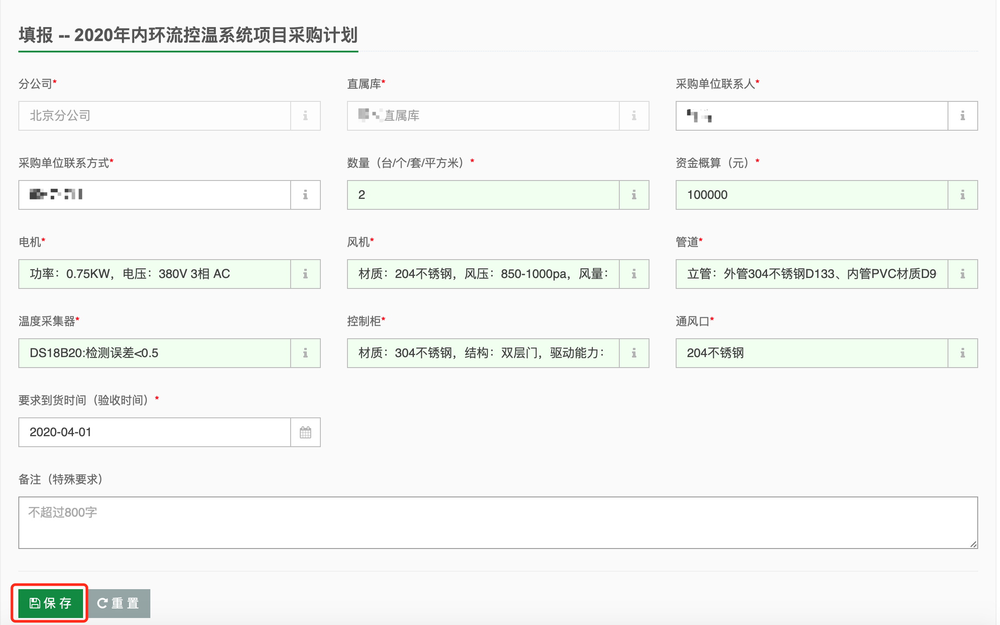 填报 -- 2020年内环流控温系统项目采购计划
分公司*
直属库*
采购单位联系人*
北京分公司
直属库
采购单位联系方式*
数量（台/个/套/平方米）*
资金概算（元）*
2
100000
电机*
风机*
管道*
功率：0.75KW，电压：380V 3相 AC
材质：204不锈钢，风压：850-1000pa，风量：
立管：外管304不锈钢D133、内管PVC材质D9
温度采集器*
控制柜*
通风口*
DS18B20:检测误差<0.5
材质：304不锈钢，结构：双层门，驱动能力：
204不锈钢
要求到货时间（验收时间）*
2020-04-01
备注（特殊要求）
不超过800字
保 存
重 置